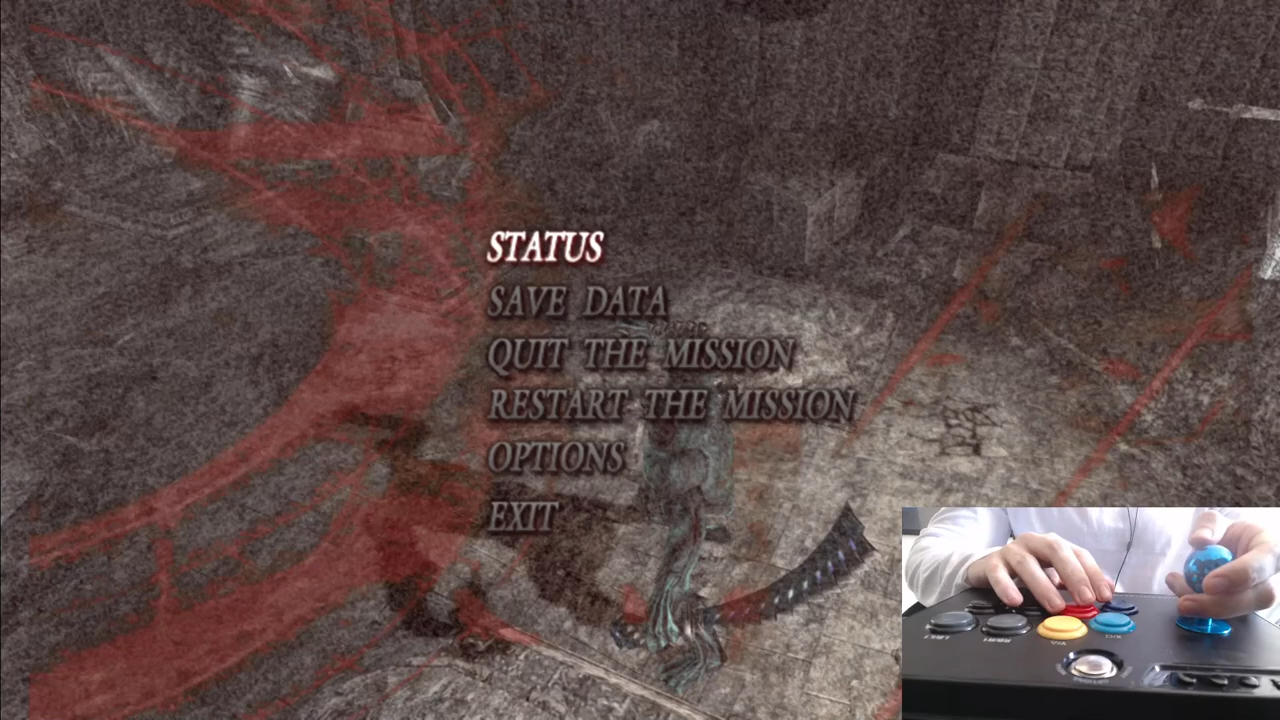 STATUS
SAVE DATA
QUIT THE MISSION
RESTART THE MISSION
OPTIONS
EXIT